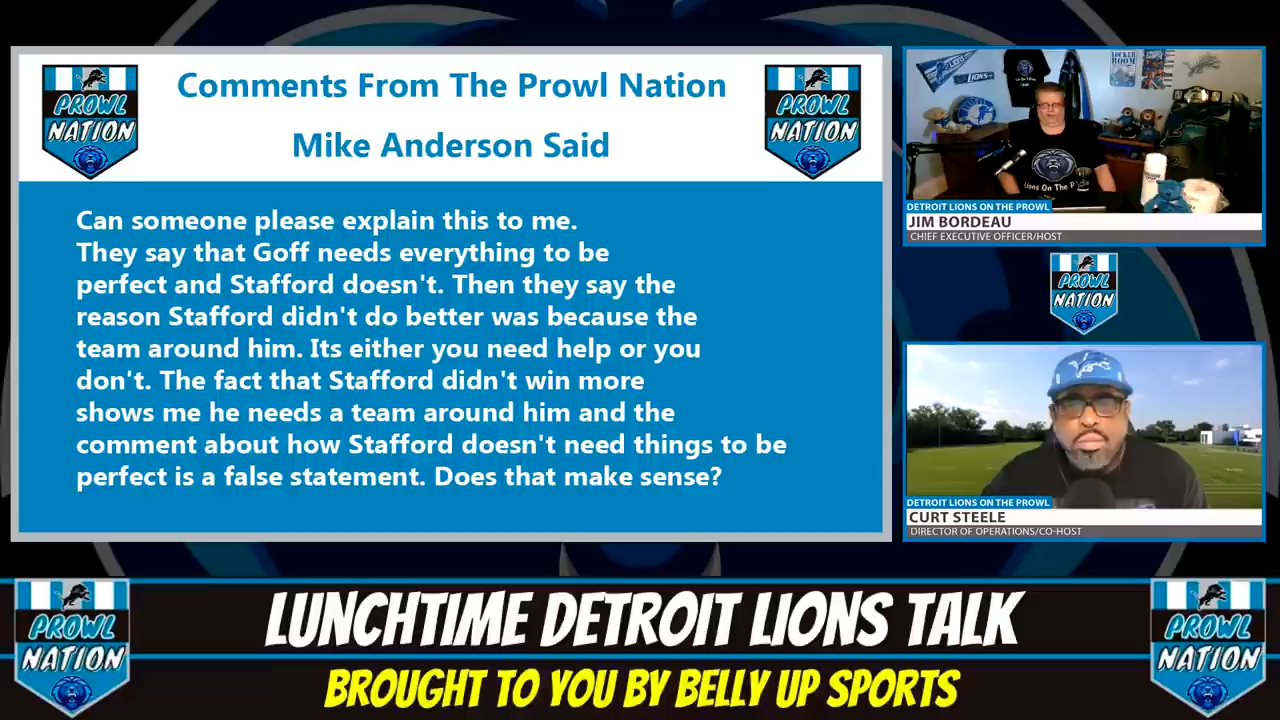 Comments From The Prowl Nation
Mike Anderson Said
PROWL
NATION
PROWL
NATION
Can someone please explain this to me.
They say that Goff needs everything to be
perfect and Stafford doesn't. Then they say the
reason Stafford didn't do better was because the
team around him. Its either you need help or you
don't. The fact that Stafford didn't win more
shows me he needs a team around him and the
comment about how Stafford doesn't need things to be
perfect is a false statement. Does that make sense?
LIONS
LOCKER
ROOM
Lions On The P
DETROIT LIONS ON THE PROWL
JIM BORDEAU
CHIEF EXECUTIVE OFFICER/HOST
PROWL
NATION
DETROIT LIONS ON THE PROWL
CURT STEELE
DIRECTOR OF OPERATIONS/CO-HOST
PROWL
NATION
LUNCHTIME DETROIT LIONS TALK
BROUGHT TO YOU BY BELLY UP SPORTS
PROWL
NATION